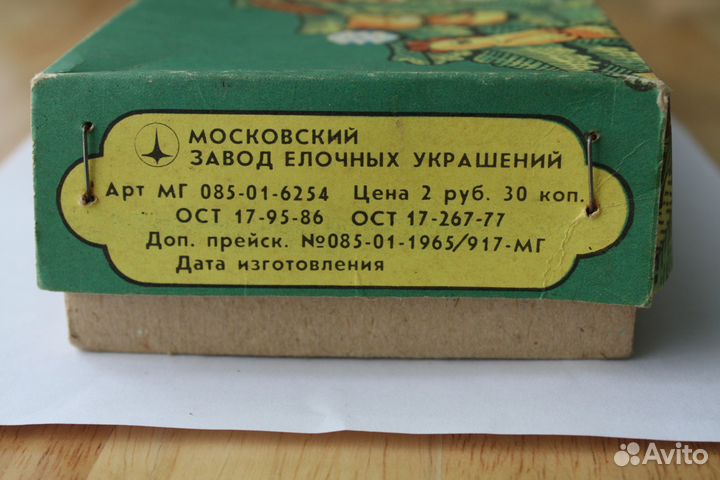 МОСКОВСКИЙ
ЗАВОД ЕЛОЧНЫХ УКРАШЕНИЙ
Арт МГ 085-01-6254 Цена 2 руб. 30 коп.
ОСТ 17-95-86 ОСТ 17-267-77
Доп. прейск. №085-01-1965/917-МГ
Дата изготовления
Avito